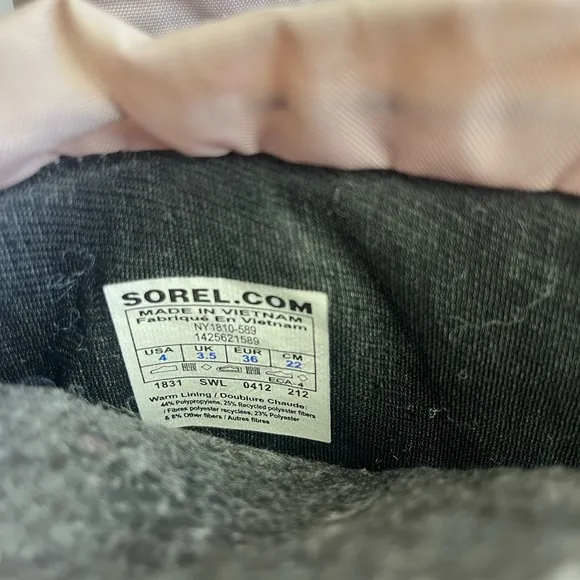 SOREL.COM
MADE IN VIETNAM
Fabriqué En Vietnam
NY1810-589
1425621589
USA UK EUR CM
4 3.5 36 22
ECA-4
1831 SWL 0412 212
Warm Lining / Doublure Chaude:
44% Polypropylene, 25% Recycled polyester fibers
/ Fibres polyester recyclées, 23% Polyester
& 8% Other fibers / Autres fibres